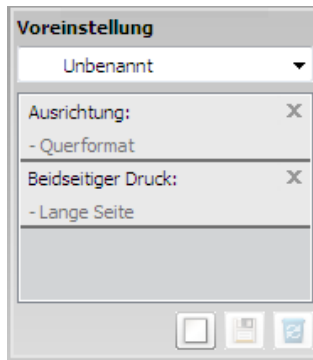 Voreinstellung
Unbenannt
Ausrichtung:
- Querformat
Beidseitiger Druck:
- Lange Seite